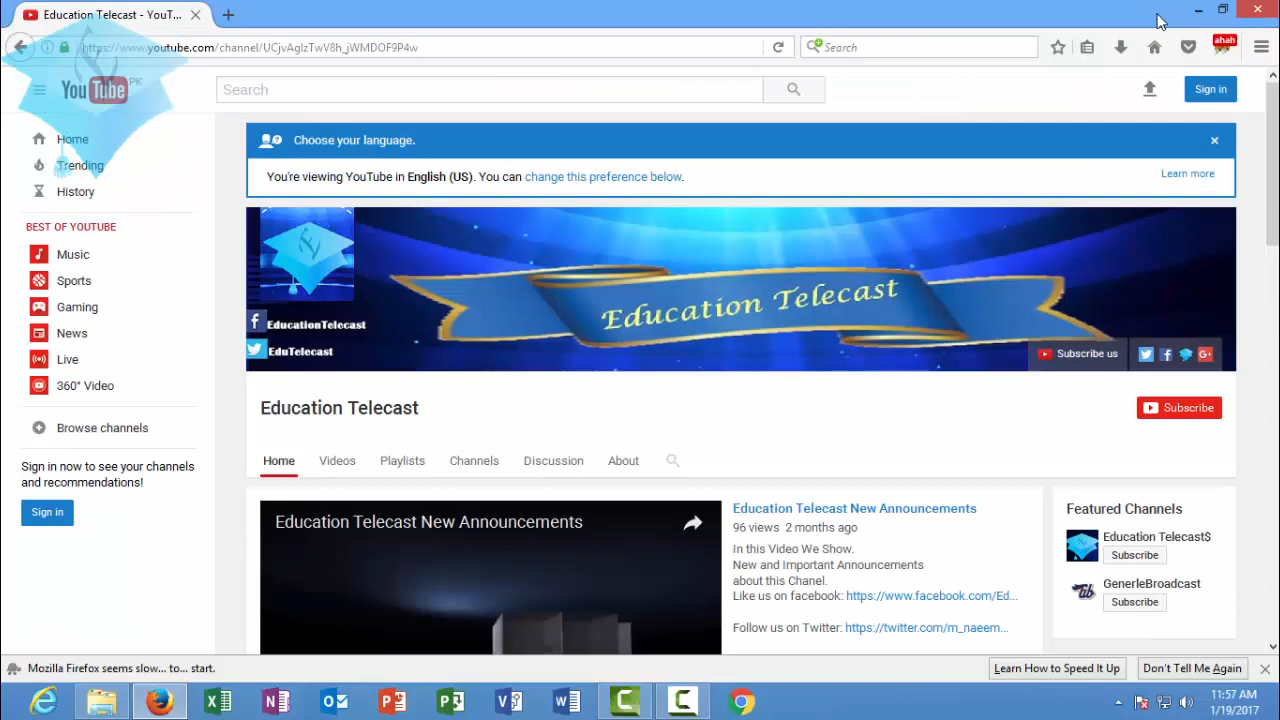 Education Telecast - YouT...
https://www.youtube.com/channel/UCjvAglzTwV8h_jWMDOF9P4w
Search
ahah
YouTube PK
Search
Sign in
Home
Trending
History
BEST OF YOUTUBE
Music
Sports
Gaming
News
Live
360° Video
Browse channels
Sign in now to see your channels
and recommendations!
Sign in
Choose your language.
You're viewing YouTube in English (US). You can change this preference below.
Learn more
Education Telecast
EducationTelecast
EduTelecast
Subscribe us
Education Telecast
Subscribe
Home Videos Playlists Channels Discussion About
Education Telecast New Announcements
Education Telecast New Announcements
96 views 2 months ago
In this Video We Show.
New and Important Announcements
about this Chanel.
Like us on facebook: https://www.facebook.com/Ed...
Follow us on Twitter: https://twitter.com/m_naeem...
Featured Channels
Education Telecast$
Subscribe
GenerleBroadcast
Subscribe
Mozilla Firefox seems slow... to... start.
Learn How to Speed It Up
Don't Tell Me Again
11:57 AM
1/19/2017